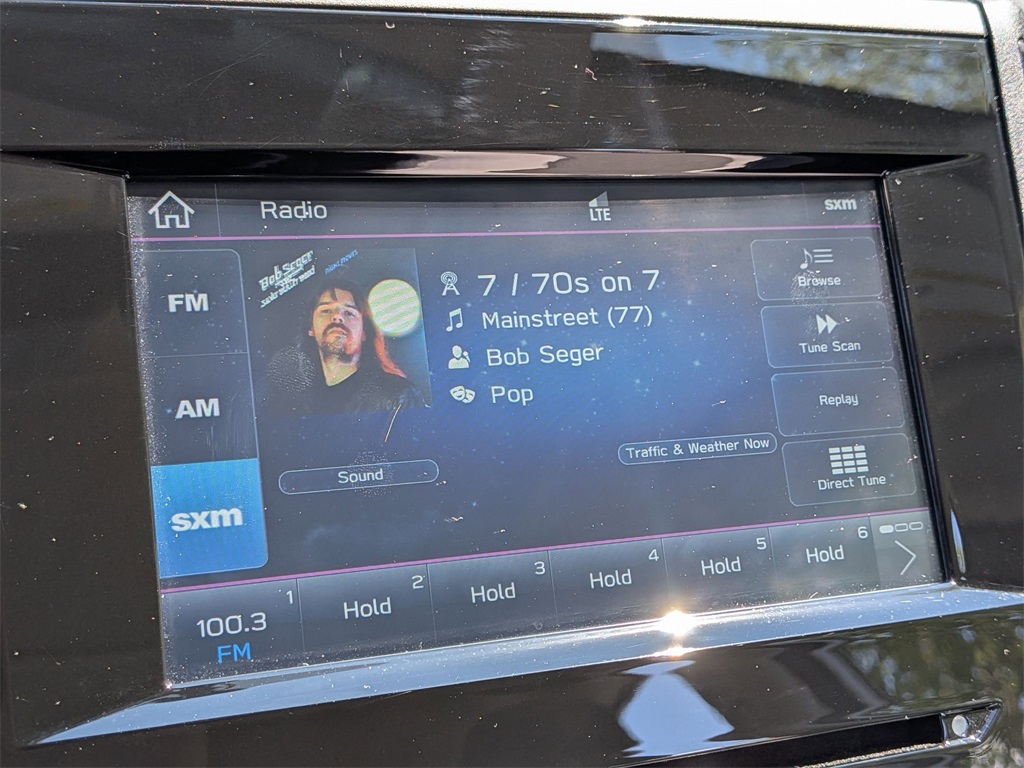 Radio
LTE
sxm
FM
AM
sxm
Bob Seger
night moves
7 / 70s on 7
Mainstreet (77)
Bob Seger
Pop
Sound
Traffic & Weather Now
Browse
Tune Scan
Replay
Direct Tune
1
100.3
FM
2
Hold
3
Hold
4
Hold
5
Hold
6
Hold